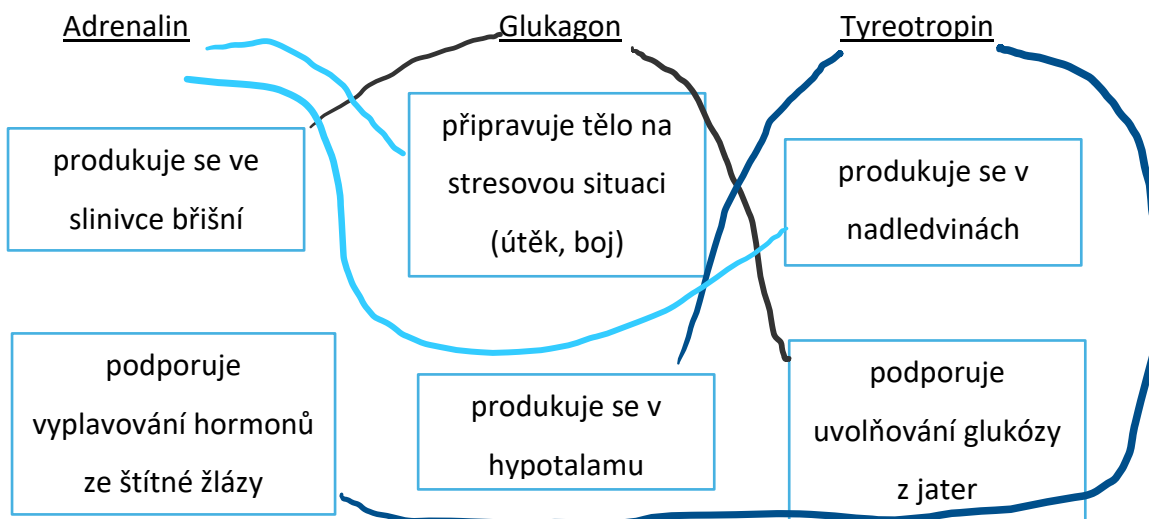 Adrenalin
Glukagon
Tyreotropin
produkuje se ve
slinivce břišní
připravuje tělo na
stresovou situaci
(útěk, boj)
produkuje se v
nadledvinách
podporuje
vyplavování hormonů
ze štítné žlázy
produkuje se v
hypotalamu
podporuje
uvolňování glukózy
z jater